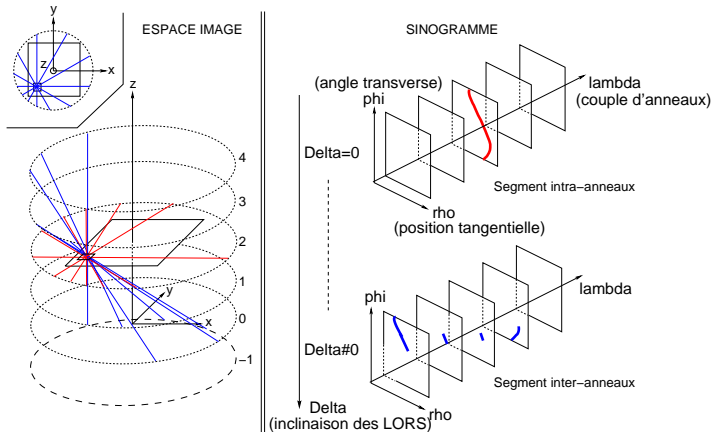 ESPACE IMAGE
y
z
x
z
4
3
2
1
0
−1
y
x
SINOGRAMME
(angle transverse)
phi
lambda
(couple d'anneaux)
Delta=0
Segment intra−anneaux
rho
(position tangentielle)
phi
lambda
Delta#0
Segment inter−anneaux
rho
Delta
(inclinaison des LORS)